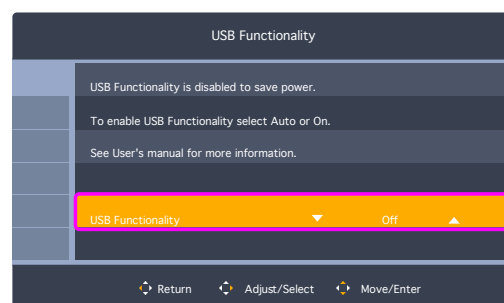 USB Functionality
USB Functionality is disabled to save power.
To enable USB Functionality select Auto or On.
See User's manual for more information.
USB Functionality Off
Return Adjust/Select Move/Enter